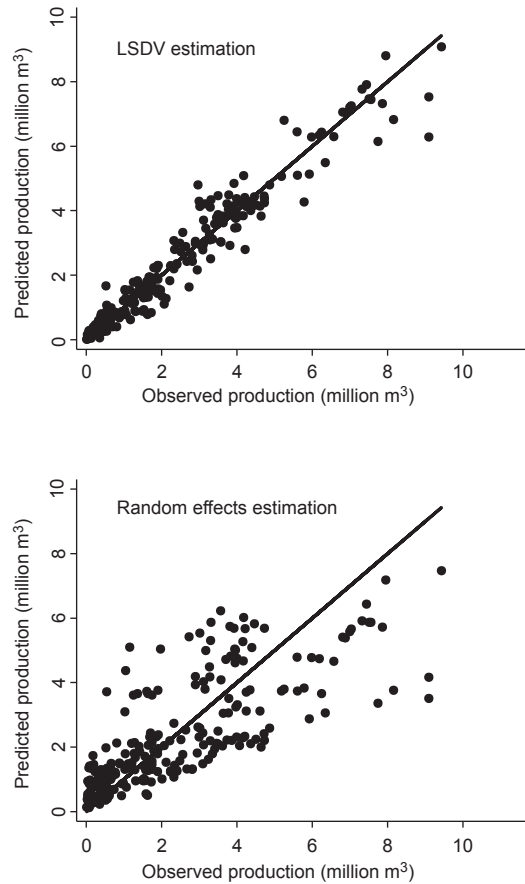 LSDV estimation
Predicted production (million m³)
0 2 4 6 8 10
0 2 4 6 8 10
Observed production (million m³)
Random effects estimation
Predicted production (million m³)
0 2 4 6 8 10
0 2 4 6 8 10
Observed production (million m³)